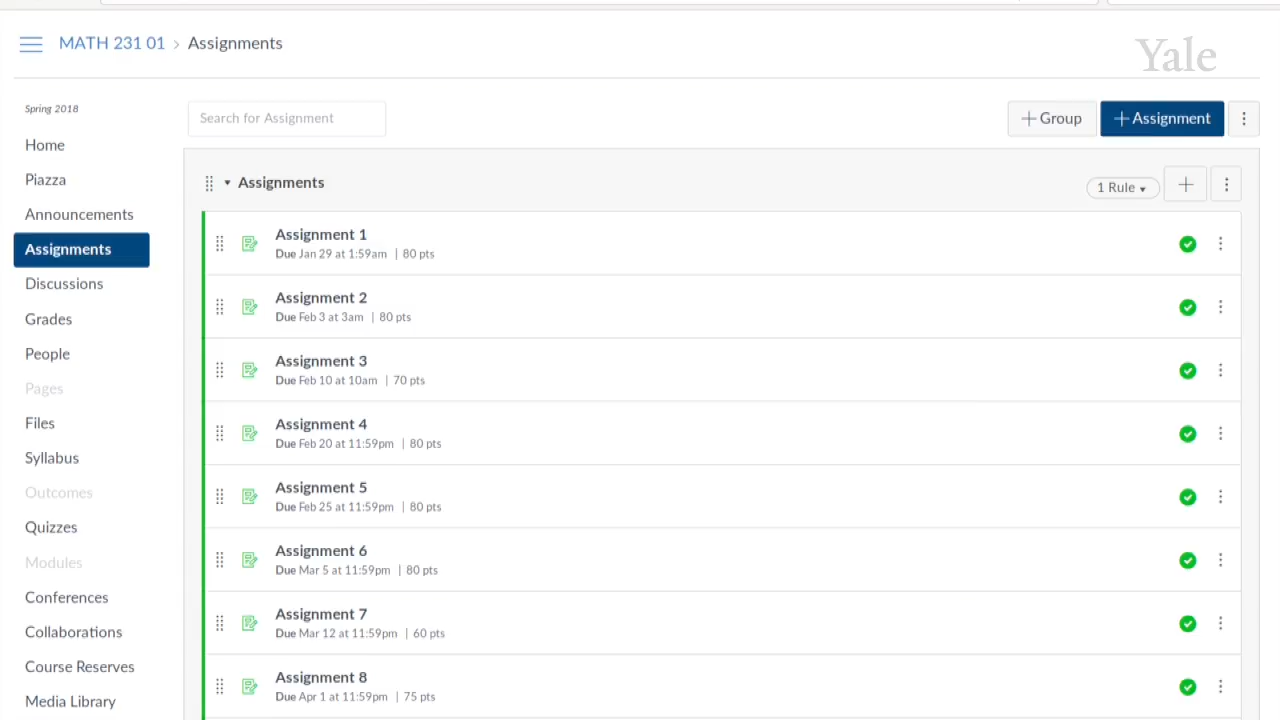 MATH 231 01 > Assignments
Yale
Spring 2018
Home
Piazza
Announcements
Assignments
Discussions
Grades
People
Pages
Files
Syllabus
Outcomes
Quizzes
Modules
Conferences
Collaborations
Course Reserves
Media Library
Search for Assignment
+ Group
+ Assignment
Assignments
1 Rule
Assignment 1
Due Jan 29 at 1:59am | 80 pts
Assignment 2
Due Feb 3 at 3am | 80 pts
Assignment 3
Due Feb 10 at 10am | 70 pts
Assignment 4
Due Feb 20 at 11:59pm | 80 pts
Assignment 5
Due Feb 25 at 11:59pm | 80 pts
Assignment 6
Due Mar 5 at 11:59pm | 80 pts
Assignment 7
Due Mar 12 at 11:59pm | 60 pts
Assignment 8
Due Apr 1 at 11:59pm | 75 pts